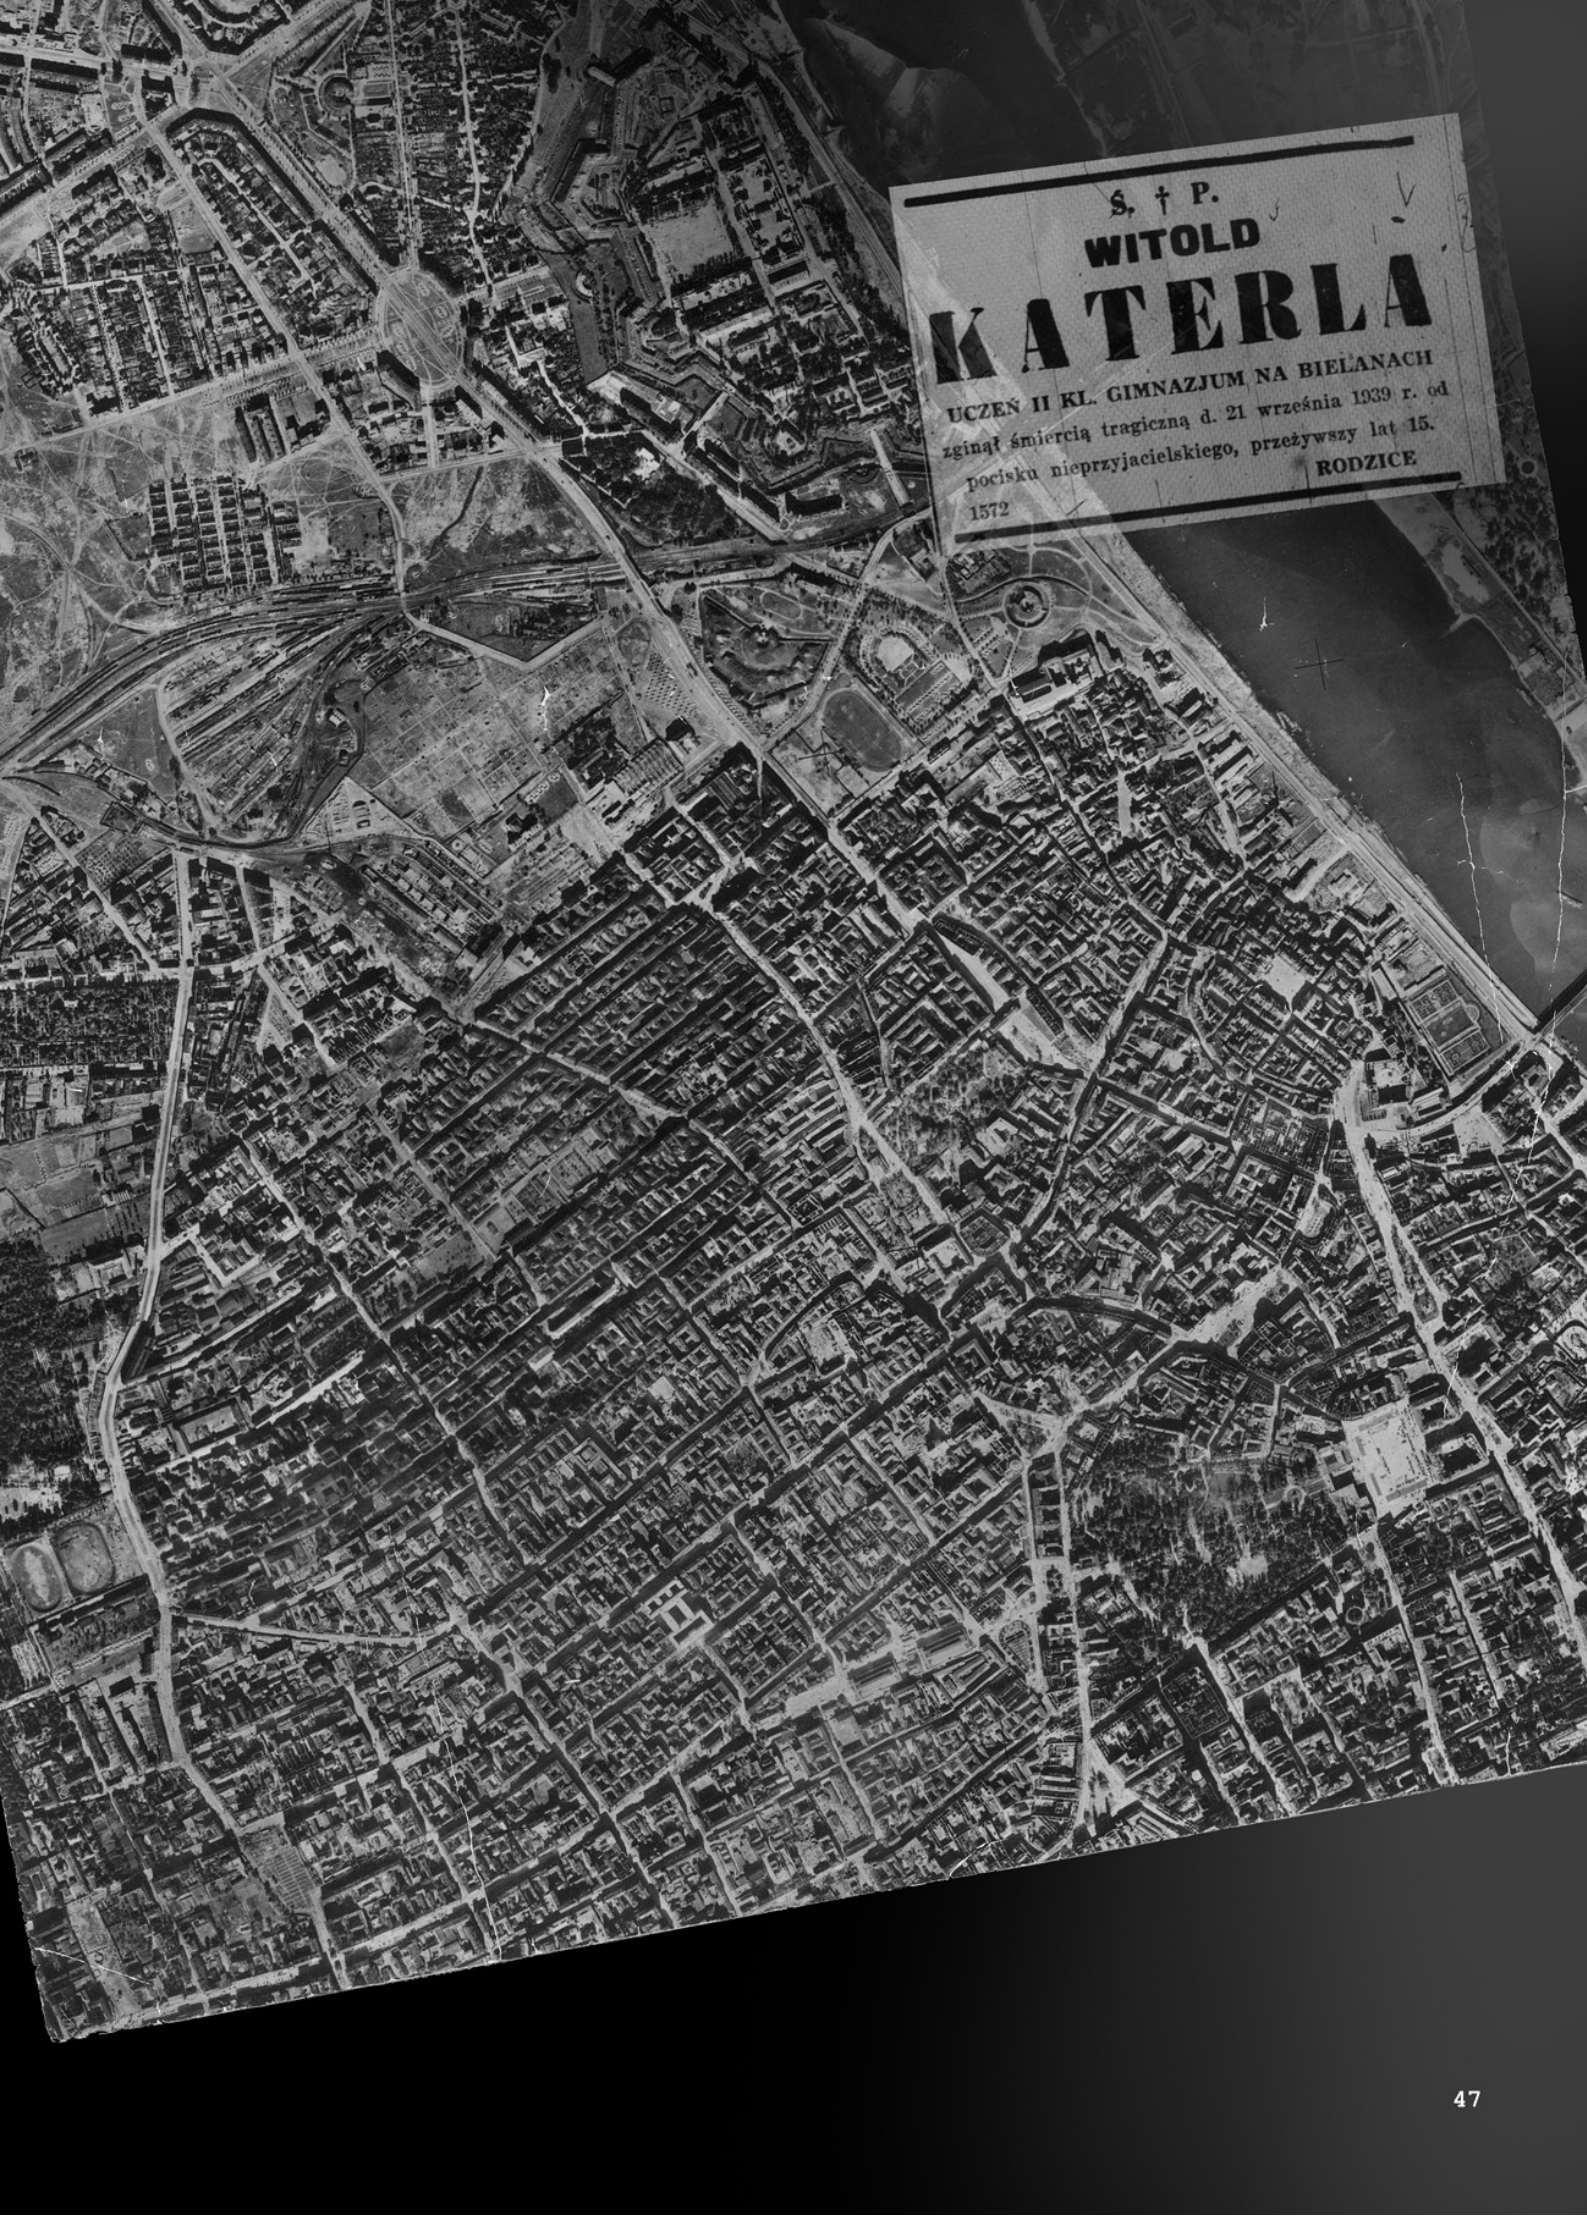 Ś. † P.
WITOLD
KATERLA
UCZEŃ II KL. GIMNAZJUM NA BIELANACH
zginął śmiercią tragiczną d. 21 września 1939 r. od
pocisku nieprzyjacielskiego, przeżywszy lat 15.
RODZICE
1572
47